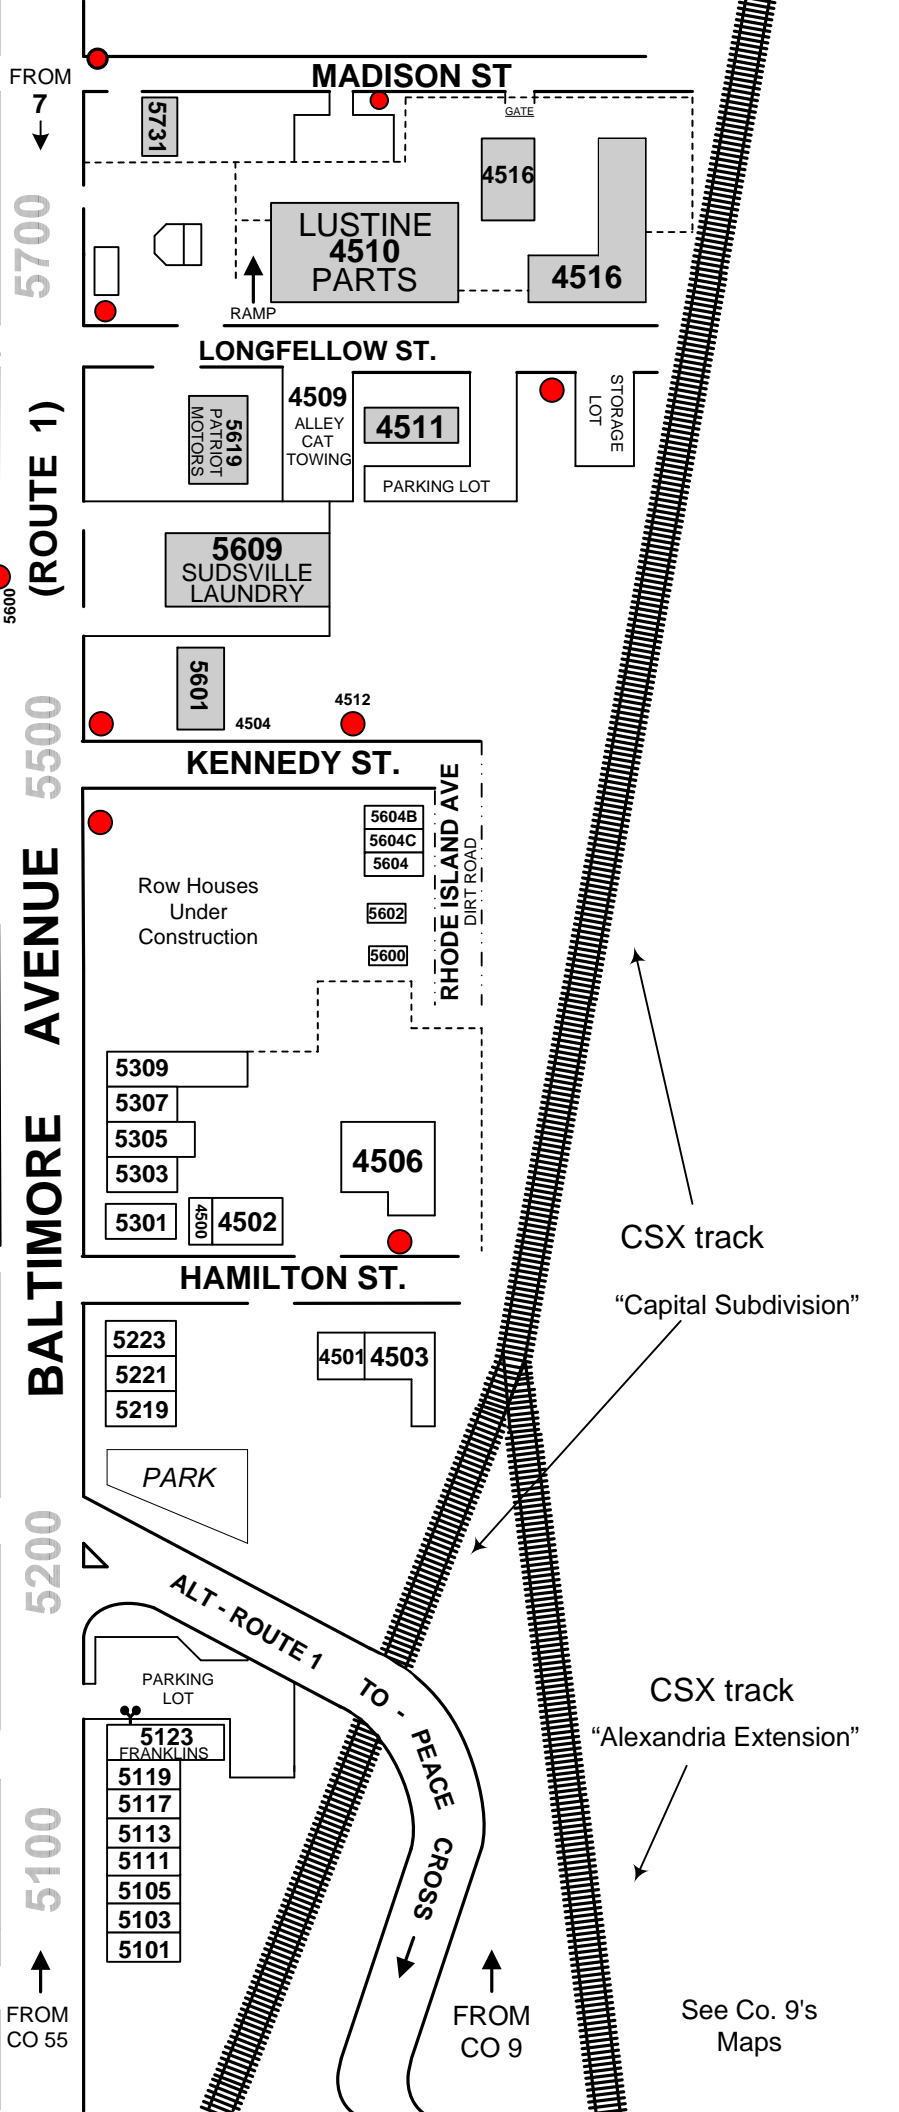 FROM
7
MADISON ST
GATE
5731
4516
5700
LUSTINE
4510
PARTS
4516
RAMP
LONGFELLOW ST.
(ROUTE 1)
5619
PATRIOT
MOTORS
4509
ALLEY
CAT
TOWING
4511
PARKING LOT
STORAGE
LOT
5609
SUDSVILLE
LAUNDRY
5600
5601
4504
4512
5500
KENNEDY ST.
RHODE ISLAND AVE
DIRT ROAD
5604B
5604C
5604
5602
5600
Row Houses
Under
Construction
BALTIMORE AVENUE
5309
5307
5305
5303
5301
4500
4502
4506
CSX track
“Capital Subdivision”
HAMILTON ST.
5223
5221
5219
4501
4503
PARK
5200
ALT - ROUTE 1 TO - PEACE CROSS
PARKING
LOT
5123
FRANKLINS
5119
5117
5113
5111
5105
5103
5101
5100
CSX track
“Alexandria Extension”
FROM
CO 55
FROM
CO 9
See Co. 9's
Maps